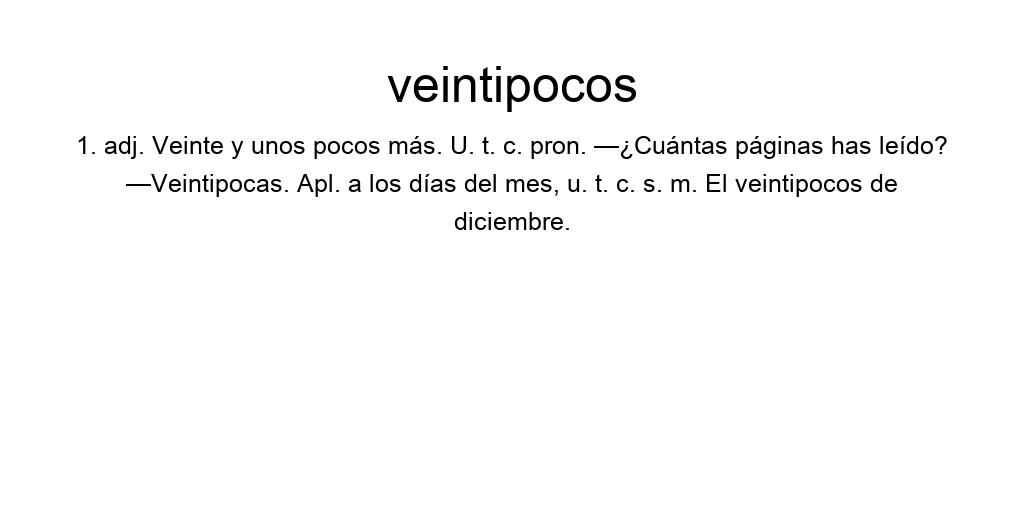 veintipocos
1. adj. Veinte y unos pocos más. U. t. c. pron. —¿Cuántas páginas has leído?
—Veintipocas. Apl. a los días del mes, u. t. c. s. m. El veintipocos de
diciembre.